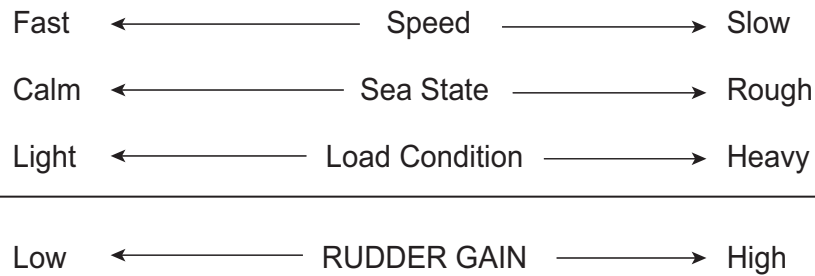 Fast Speed Slow
Calm Sea State Rough
Light Load Condition Heavy
Low RUDDER GAIN High